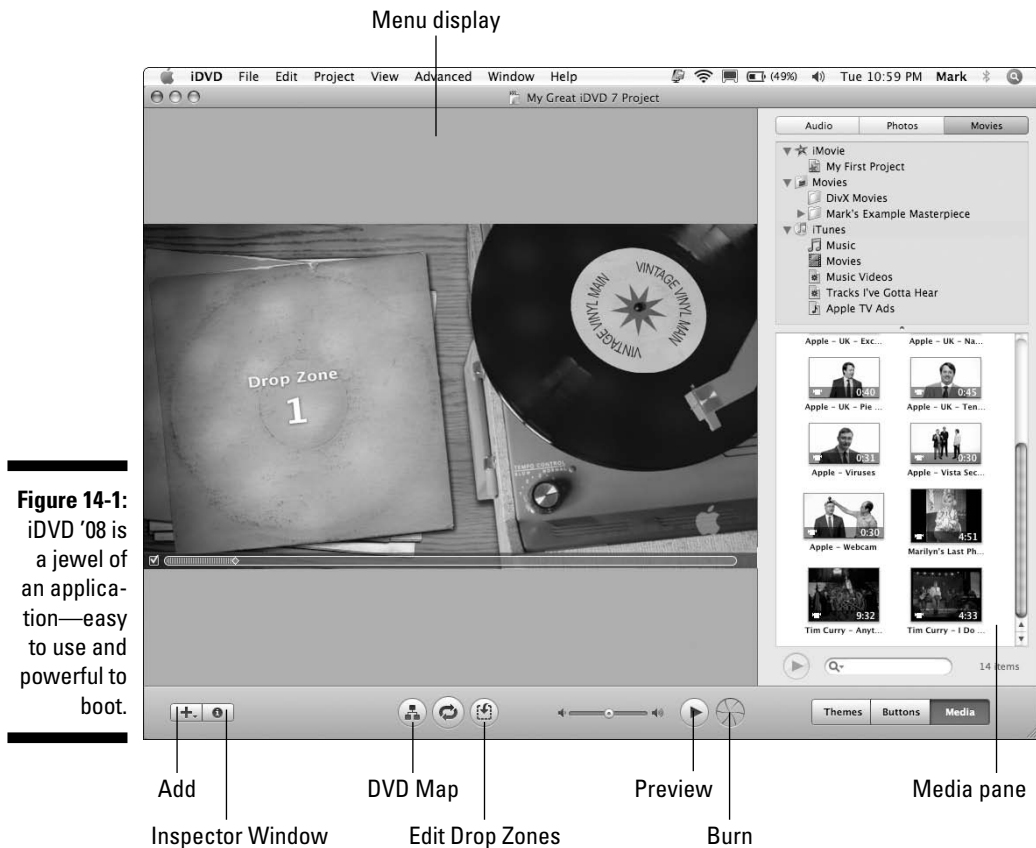 Menu display
iDVD File Edit Project View Advanced Window Help (49%) Tue 10:59 PM Mark
My Great iDVD 7 Project
Audio Photos Movies
iMovie
My First Project
Movies
DivX Movies
Mark's Example Masterpiece
iTunes
Music
Movies
Music Videos
Tracks I've Gotta Hear
Apple TV Ads
Drop Zone
1
VINTAGE VINYL MAIN
VINTAGE VINYL MAIN
TEMPO CONTROL
Apple – UK – Exc... Apple – UK – Na...
0:40 0:45
Apple – UK – Pie ... Apple – UK – Ten...
0:31 0:30
Apple – Viruses Apple – Vista Sec...
0:30 4:51
Apple – Webcam Marilyn's Last Ph...
9:32 4:33
Tim Curry – Anyt... Tim Curry – I Do ...
14 items
Themes Buttons Media
Add DVD Map Preview Media pane
Inspector Window Edit Drop Zones Burn
Figure 14-1:
iDVD '08 is
a jewel of
an applica-
tion—easy
to use and
powerful to
boot.